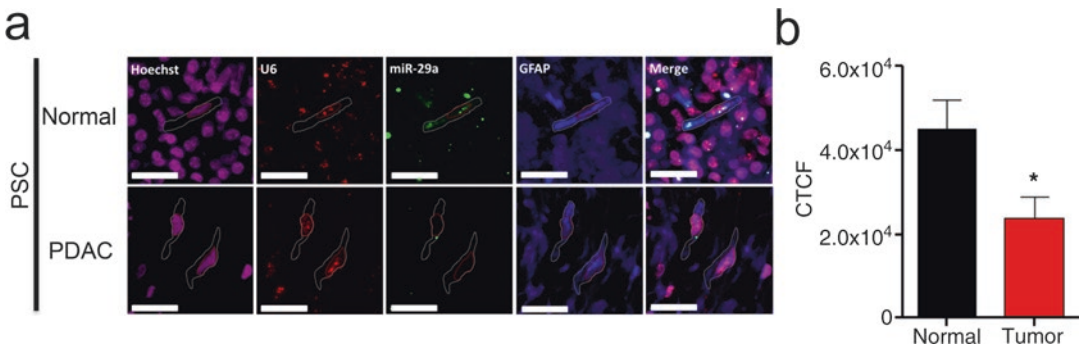 a
Hoechst U6 miR-29a GFAP Merge
Normal
PSC
PDAC
b
6.0x10⁴
4.0x10⁴
2.0x10⁴
0
CTCF
*
Normal Tumor